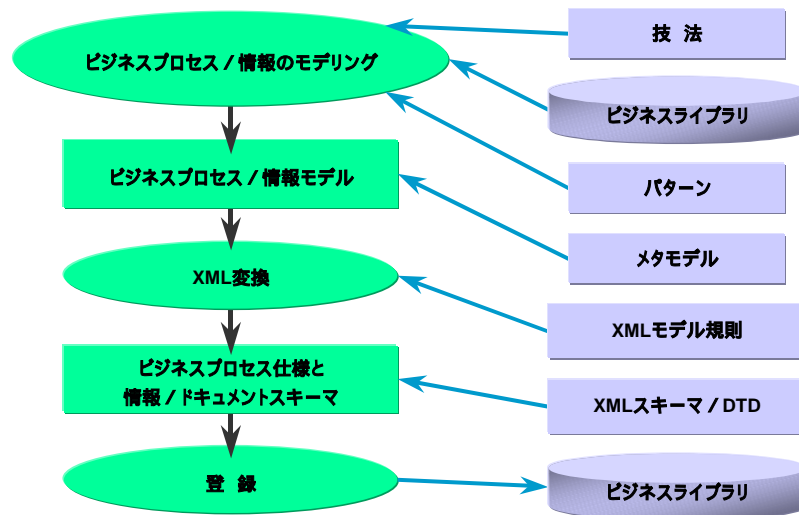 ビジネスプロセス / 情報のモデリング
技 法
ビジネスライブラリ
ビジネスプロセス / 情報モデル
パターン
メタモデル
XML変換
XMLモデル規則
ビジネスプロセス仕様と
情報 / ドキュメントスキーマ
XMLスキーマ / DTD
登 録
ビジネスライブラリ